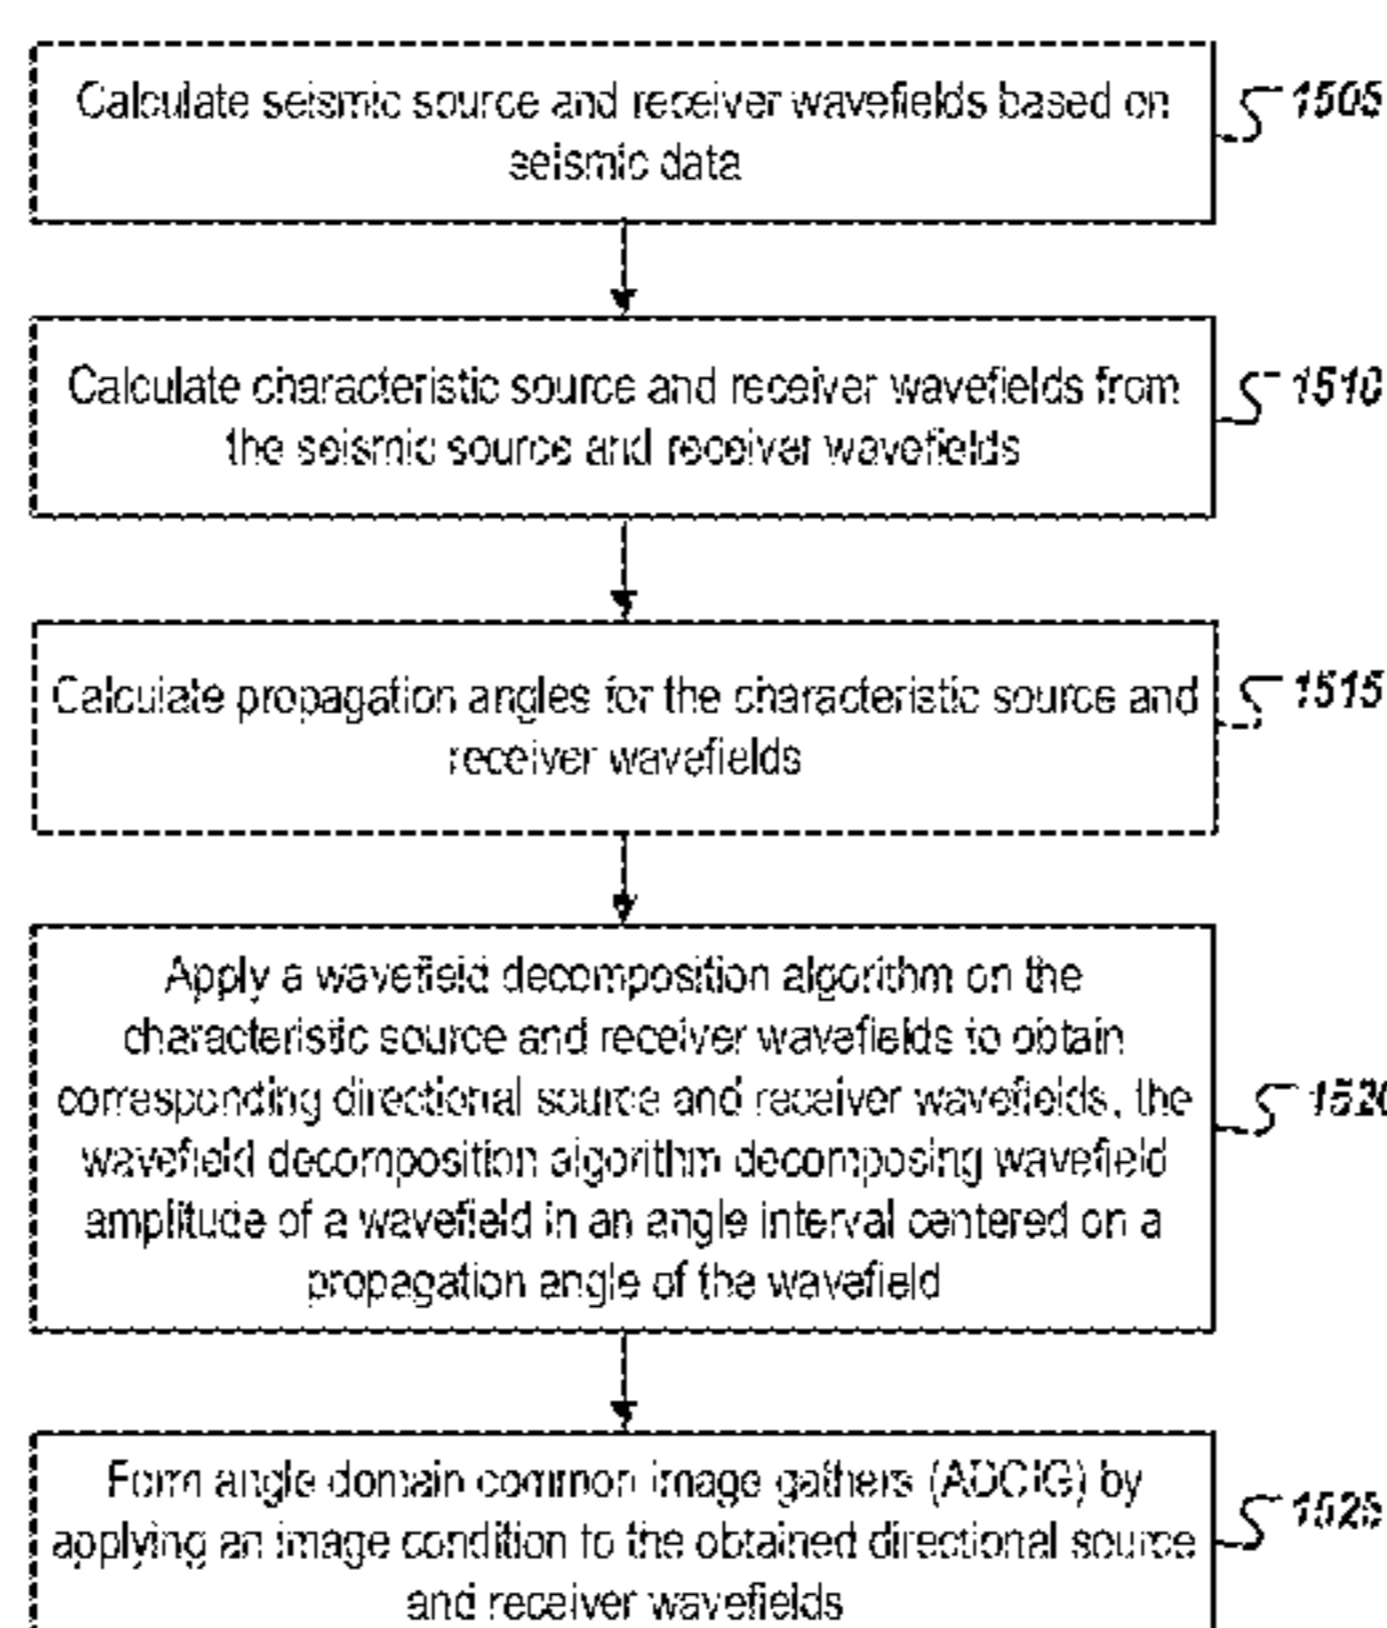 Calculate seismic source and receiver wavefields based on
seismic data
1505
Calculate characteristic source and receiver wavefields from
the seismic source and receiver wavefields
1510
Calculate propagation angles for the characteristic source and
receiver wavefields
1515
Apply a wavefield decomposition algorithm on the
characteristic source and receiver wavefields to obtain
corresponding directional source and receiver wavefields, the
wavefield decomposition algorithm decomposing wavefield
amplitude of a wavefield in an angle interval centered on a
propagation angle of the wavefield
1520
Form angle domain common image gathers (ADCIG) by
applying an image condition to the obtained directional source
and receiver wavefields
1525